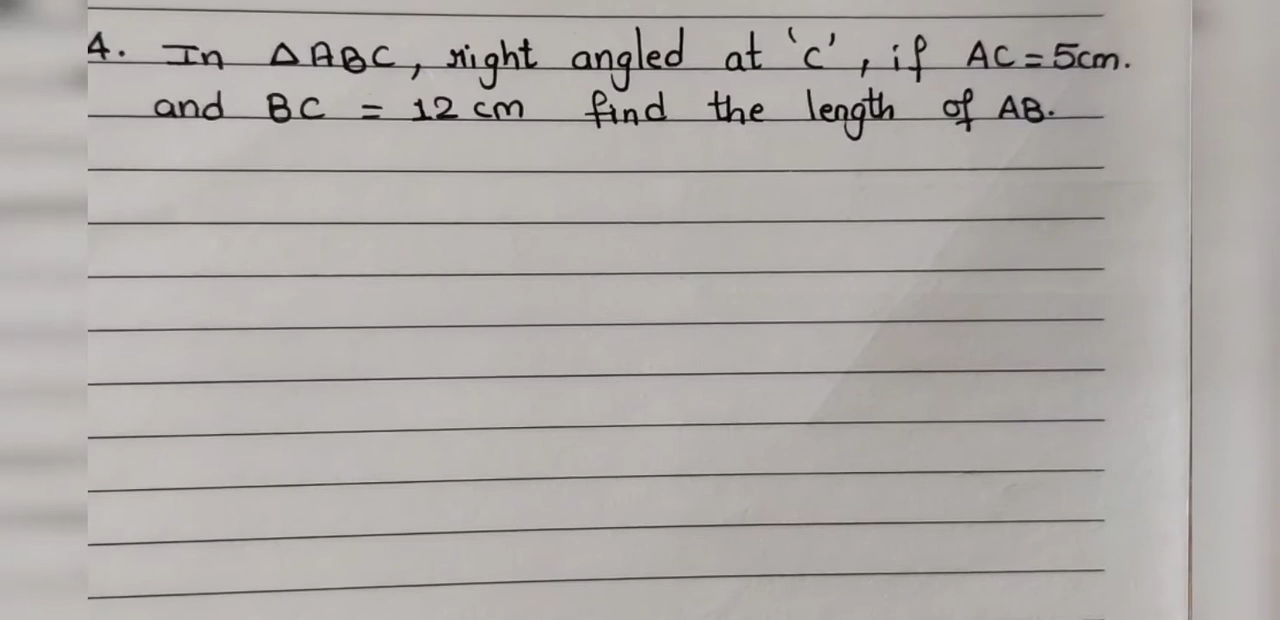 4. In △ABC, right angled at 'c', if AC = 5cm.
and BC = 12 cm find the length of AB.